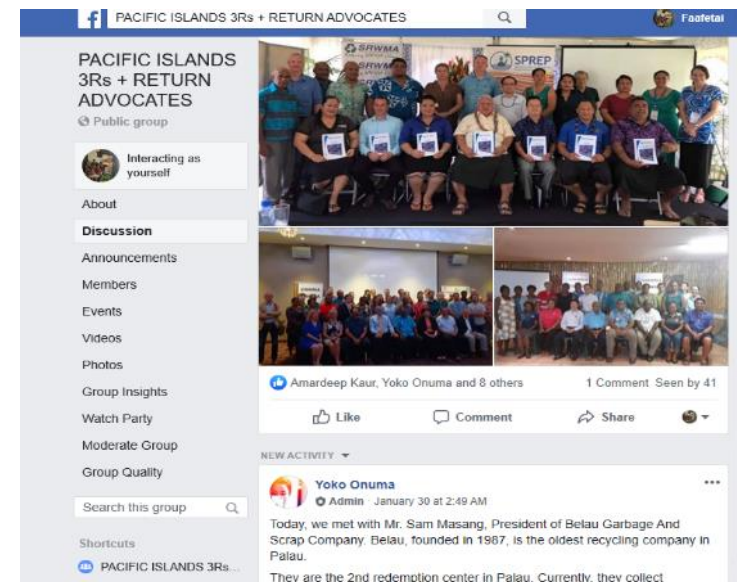 PACIFIC ISLANDS 3Rs + RETURN ADVOCATES
Faafetai
PACIFIC ISLANDS
3Rs + RETURN
ADVOCATES
Public group
Interacting as
yourself
About
Discussion
Announcements
Members
Events
Videos
Photos
Group Insights
Watch Party
Moderate Group
Group Quality
Search this group
Shortcuts
PACIFIC ISLANDS 3Rs...
SRWMA
SRWMA
SPREP
Amardeep Kaur, Yoko Onuma and 8 others
1 Comment Seen by 41
Like Comment Share
NEW ACTIVITY
Yoko Onuma
Admin · January 30 at 2:49 AM
Today, we met with Mr. Sam Masang, President of Belau Garbage And
Scrap Company. Belau, founded in 1987, is the oldest recycling company in
Palau.
They are the 2nd redemption center in Palau. Currently, they collect